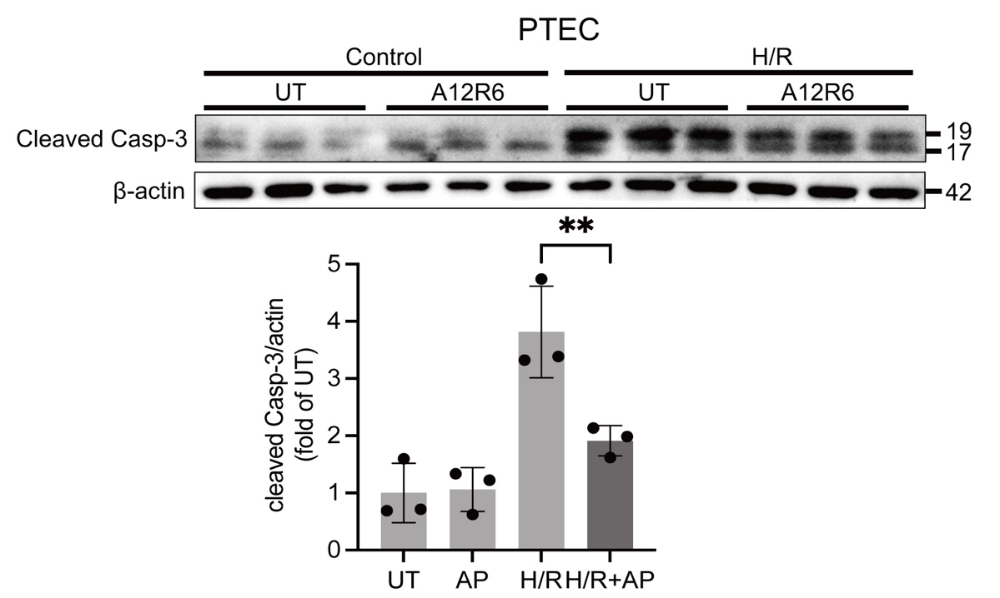 PTEC
Control H/R
UT A12R6 UT A12R6
Cleaved Casp-3 19
17
β-actin 42
**
cleaved Casp-3/actin
(fold of UT)
5
4
3
2
1
0
UT AP H/R H/R+AP